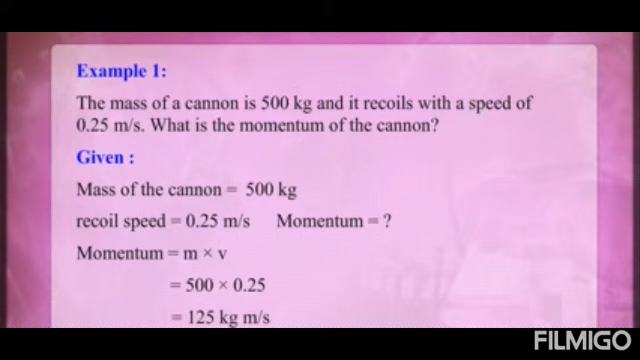 Example 1:
The mass of a cannon is 500 kg and it recoils with a speed of
0.25 m/s. What is the momentum of the cannon?
Given :
Mass of the cannon = 500 kg
recoil speed = 0.25 m/s Momentum = ?
Momentum = m × v
= 500 × 0.25
= 125 kg m/s
FILMIGO